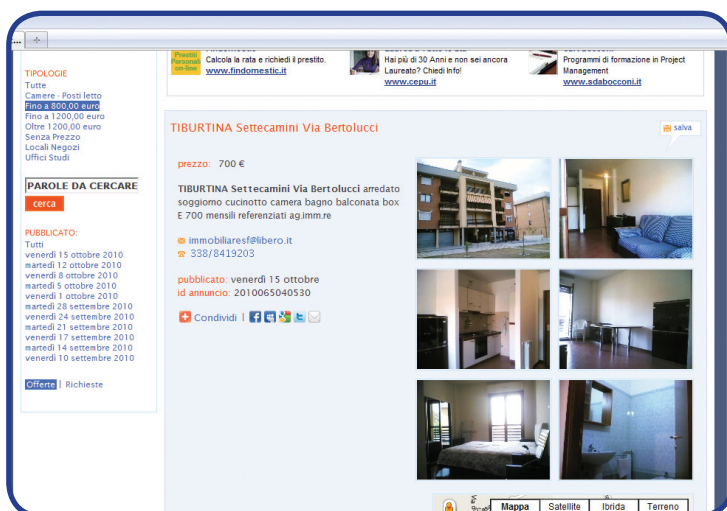 Prestiti
Personali
on-line
Calcola la rata e richiedi il prestito.
www.findomestic.it
Hai più di 30 Anni e non sei ancora
Laureato? Chiedi Info!
www.cepu.it
Programmi di formazione in Project
Management
www.sdabocconi.it
TIPOLOGIE
Tutte
Camere - Posti letto
Fino a 800,00 euro
Fino a 1200,00 euro
Oltre 1200,00 euro
Senza Prezzo
Locali Negozi
Uffici Studi
PAROLE DA CERCARE
cerca
PUBBLICATO:
Tutti
venerdì 15 ottobre 2010
martedì 12 ottobre 2010
venerdì 8 ottobre 2010
martedì 5 ottobre 2010
venerdì 1 ottobre 2010
martedì 28 settembre 2010
venerdì 24 settembre 2010
martedì 21 settembre 2010
venerdì 17 settembre 2010
martedì 14 settembre 2010
venerdì 10 settembre 2010
Offerte | Richieste
TIBURTINA Settecamini Via Bertolucci
salva
prezzo: 700 €
TIBURTINA Settecamini Via Bertolucci arredato
soggiorno cucinotto camera bagno balconata box
E 700 mensili referenziati ag.imm.re
immobiliaresf@libero.it
338/8419203
pubblicato: venerdì 15 ottobre
id annuncio: 2010065040530
Condividi |
Mappa Satellite Ibrida Terreno